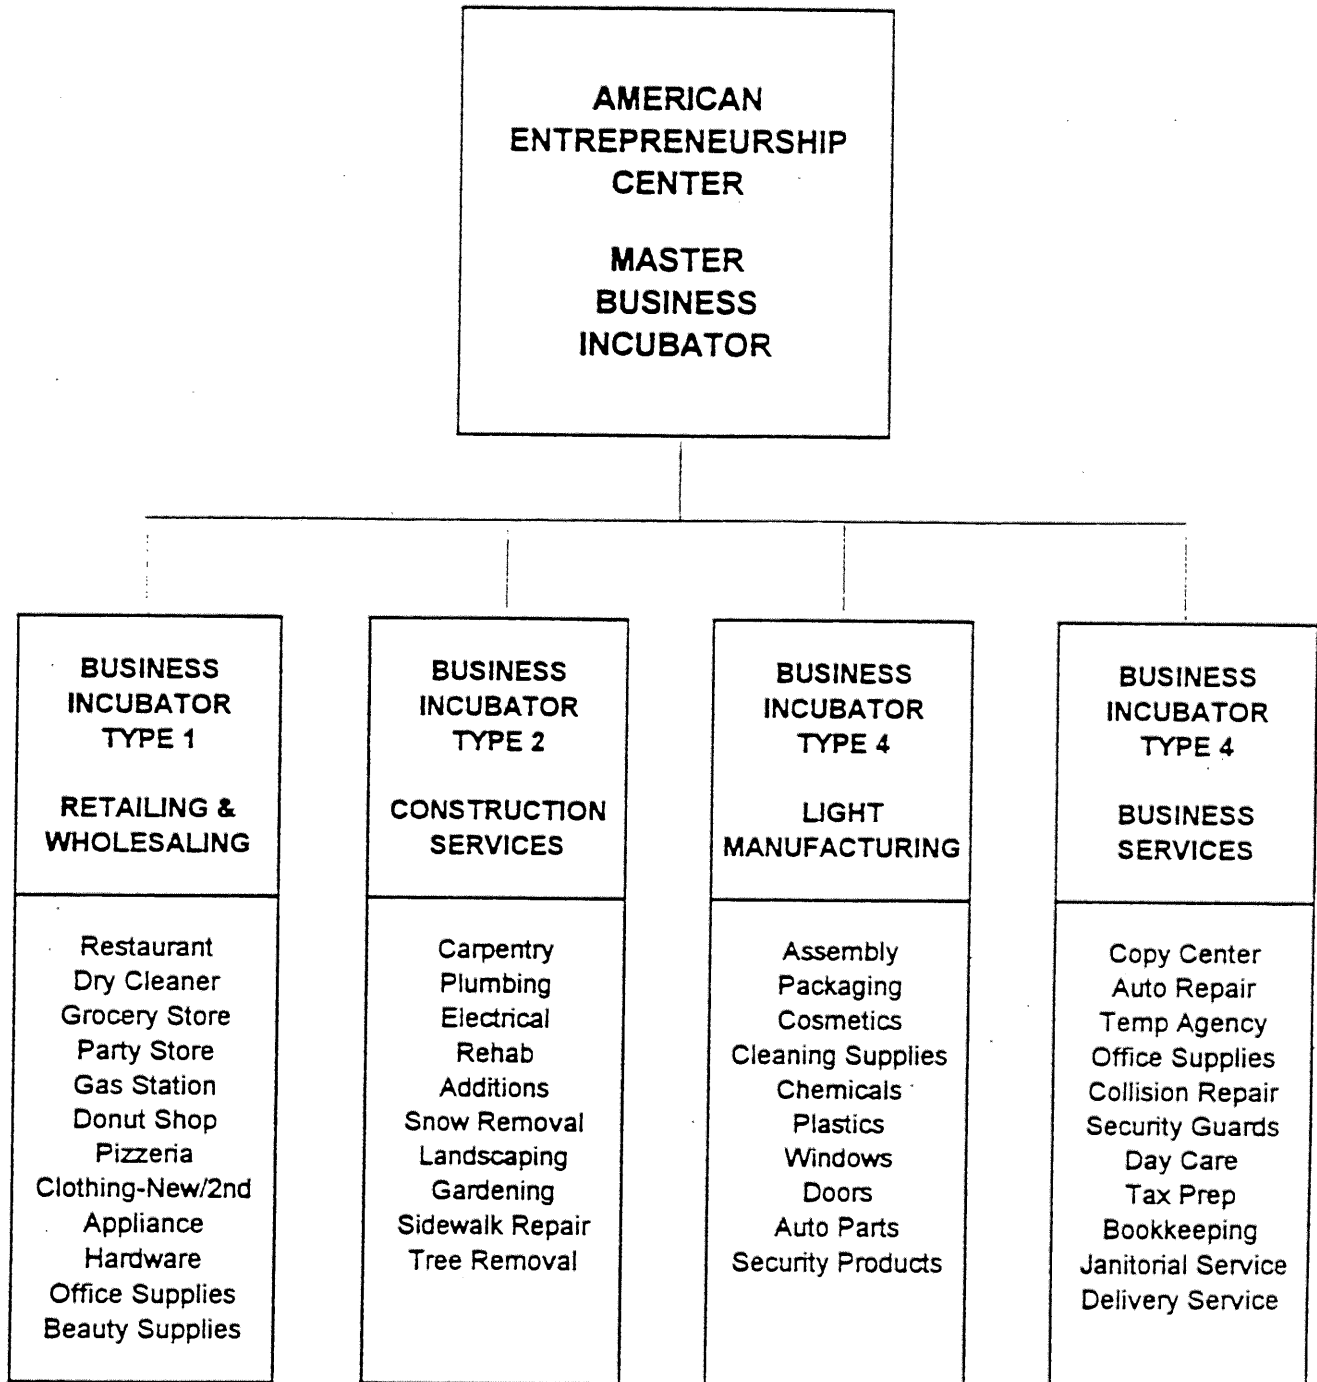 AMERICAN
ENTREPRENEURSHIP
CENTER
MASTER
BUSINESS
INCUBATOR
BUSINESS
INCUBATOR
TYPE 1
RETAILING &
WHOLESALING
Restaurant
Dry Cleaner
Grocery Store
Party Store
Gas Station
Donut Shop
Pizzeria
Clothing-New/2nd
Appliance
Hardware
Office Supplies
Beauty Supplies
BUSINESS
INCUBATOR
TYPE 2
CONSTRUCTION
SERVICES
Carpentry
Plumbing
Electrical
Rehab
Additions
Snow Removal
Landscaping
Gardening
Sidewalk Repair
Tree Removal
BUSINESS
INCUBATOR
TYPE 4
LIGHT
MANUFACTURING
Assembly
Packaging
Cosmetics
Cleaning Supplies
Chemicals
Plastics
Windows
Doors
Auto Parts
Security Products
BUSINESS
INCUBATOR
TYPE 4
BUSINESS
SERVICES
Copy Center
Auto Repair
Temp Agency
Office Supplies
Collision Repair
Security Guards
Day Care
Tax Prep
Bookkeeping
Janitorial Service
Delivery Service